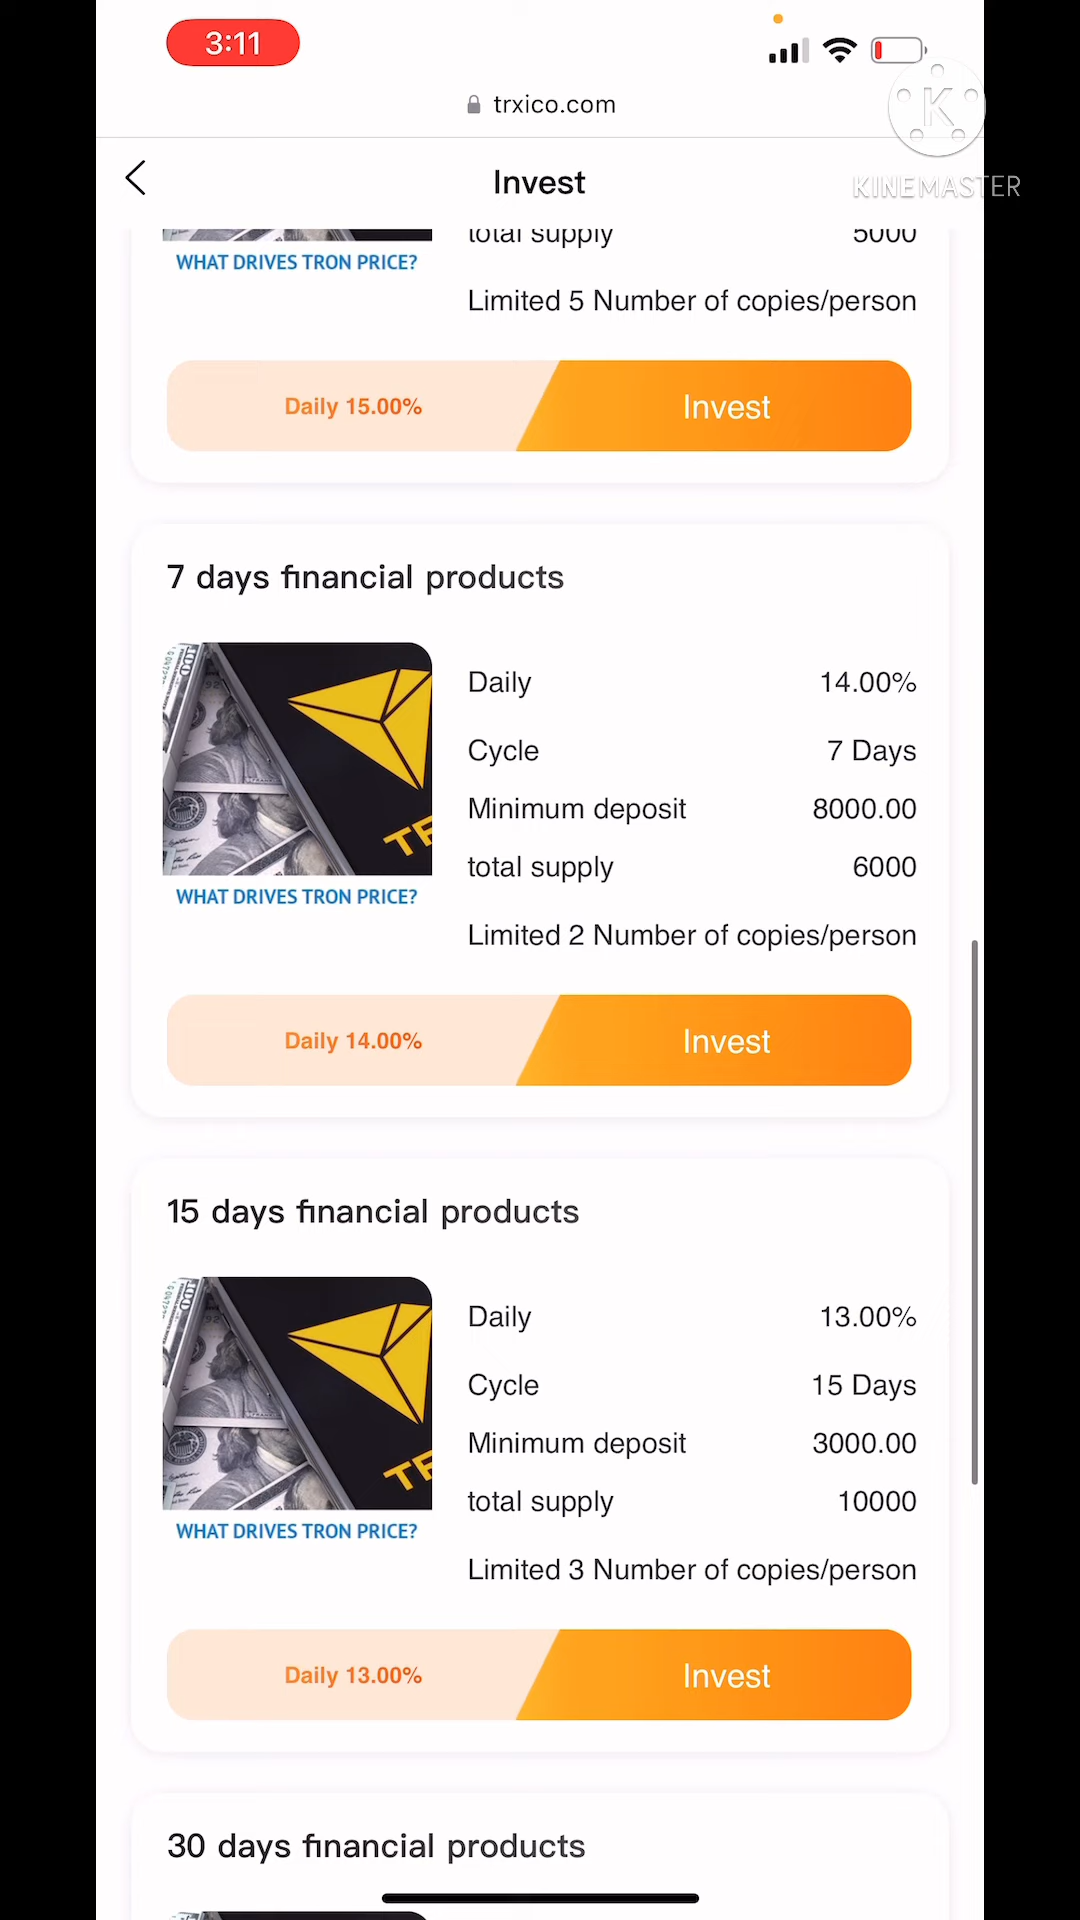 3:11
trxico.com
K
KINEMASTER
Invest
total supply 5000
WHAT DRIVES TRON PRICE?
Limited 5 Number of copies/person
Daily 15.00% Invest
7 days financial products
Daily 14.00%
Cycle 7 Days
Minimum deposit 8000.00
total supply 6000
WHAT DRIVES TRON PRICE?
Limited 2 Number of copies/person
Daily 14.00% Invest
15 days financial products
Daily 13.00%
Cycle 15 Days
Minimum deposit 3000.00
total supply 10000
WHAT DRIVES TRON PRICE?
Limited 3 Number of copies/person
Daily 13.00% Invest
30 days financial products